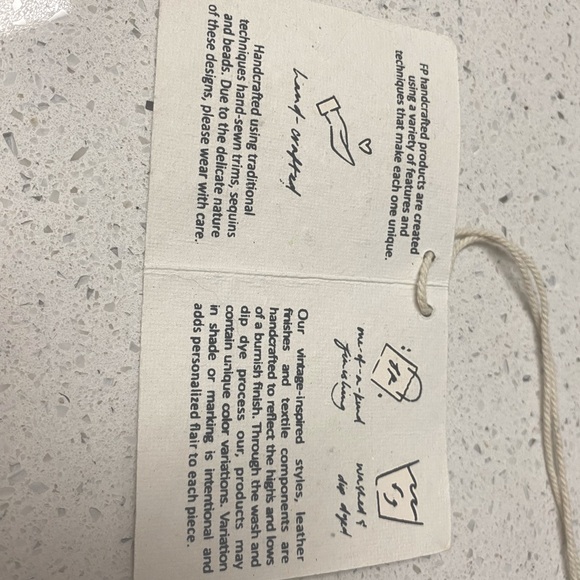 FP handcrafted products are created
using a variety of features and
techniques that make each one unique.
hand-crafted
Handcrafted using traditional
techniques hand-sewn trims, sequins
and beads. Due to the delicate nature
of these designs, please wear with care.
one-of-a-kind
finishing
washed &
dip dyed
Our vintage-inspired styles, leather
finishes and textile components are
handcrafted to reflect the highs and lows
of a burnish finish. Through the wash and
dip dye process our, products may
contain unique color variations. Variation
in shade or marking is intentional and
adds personalized flair to each piece.